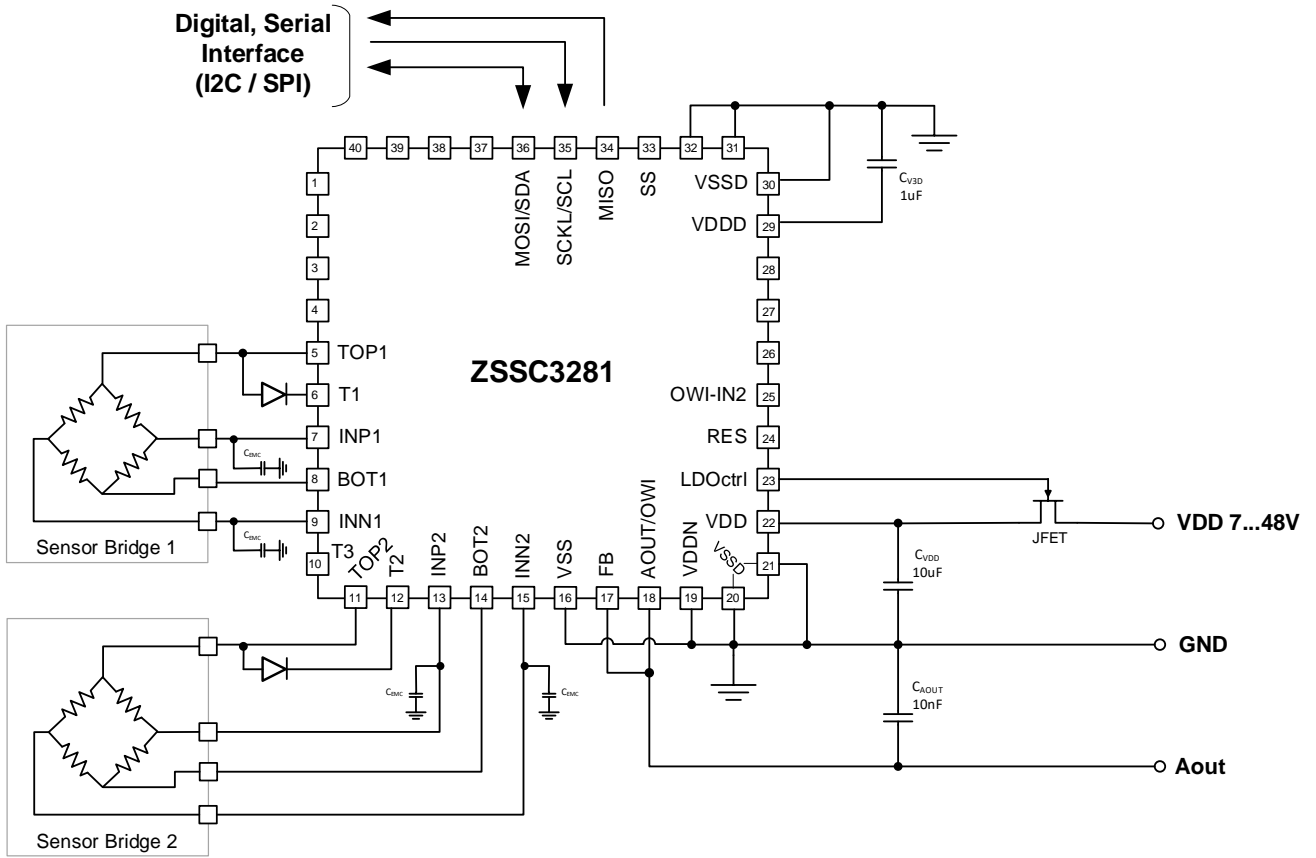 Digital, Serial
Interface
(I2C / SPI)
40
39
38
37
36
35
34
33
32
31
MOSI/SDA
SCKL/SCL
MISO
SS
1
2
3
4
5
6
7
8
9
10
TOP1
T1
INP1
BOT1
INN1
T3
ZSSC3281
VSSD
VDDD
OWI-IN2
RES
LDOctrl
VDD
VSSD
30
29
28
27
26
25
24
23
22
21
CV3D
1uF
JFET
VDD 7...48V
CVDD
10uF
GND
CAOUT
10nF
Aout
TOP2
T2
INP2
BOT2
INN2
VSS
FB
AOUT/OWI
VDDN
11
12
13
14
15
16
17
18
19
20
CEMC
CEMC
Sensor Bridge 1
CEMC
CEMC
Sensor Bridge 2